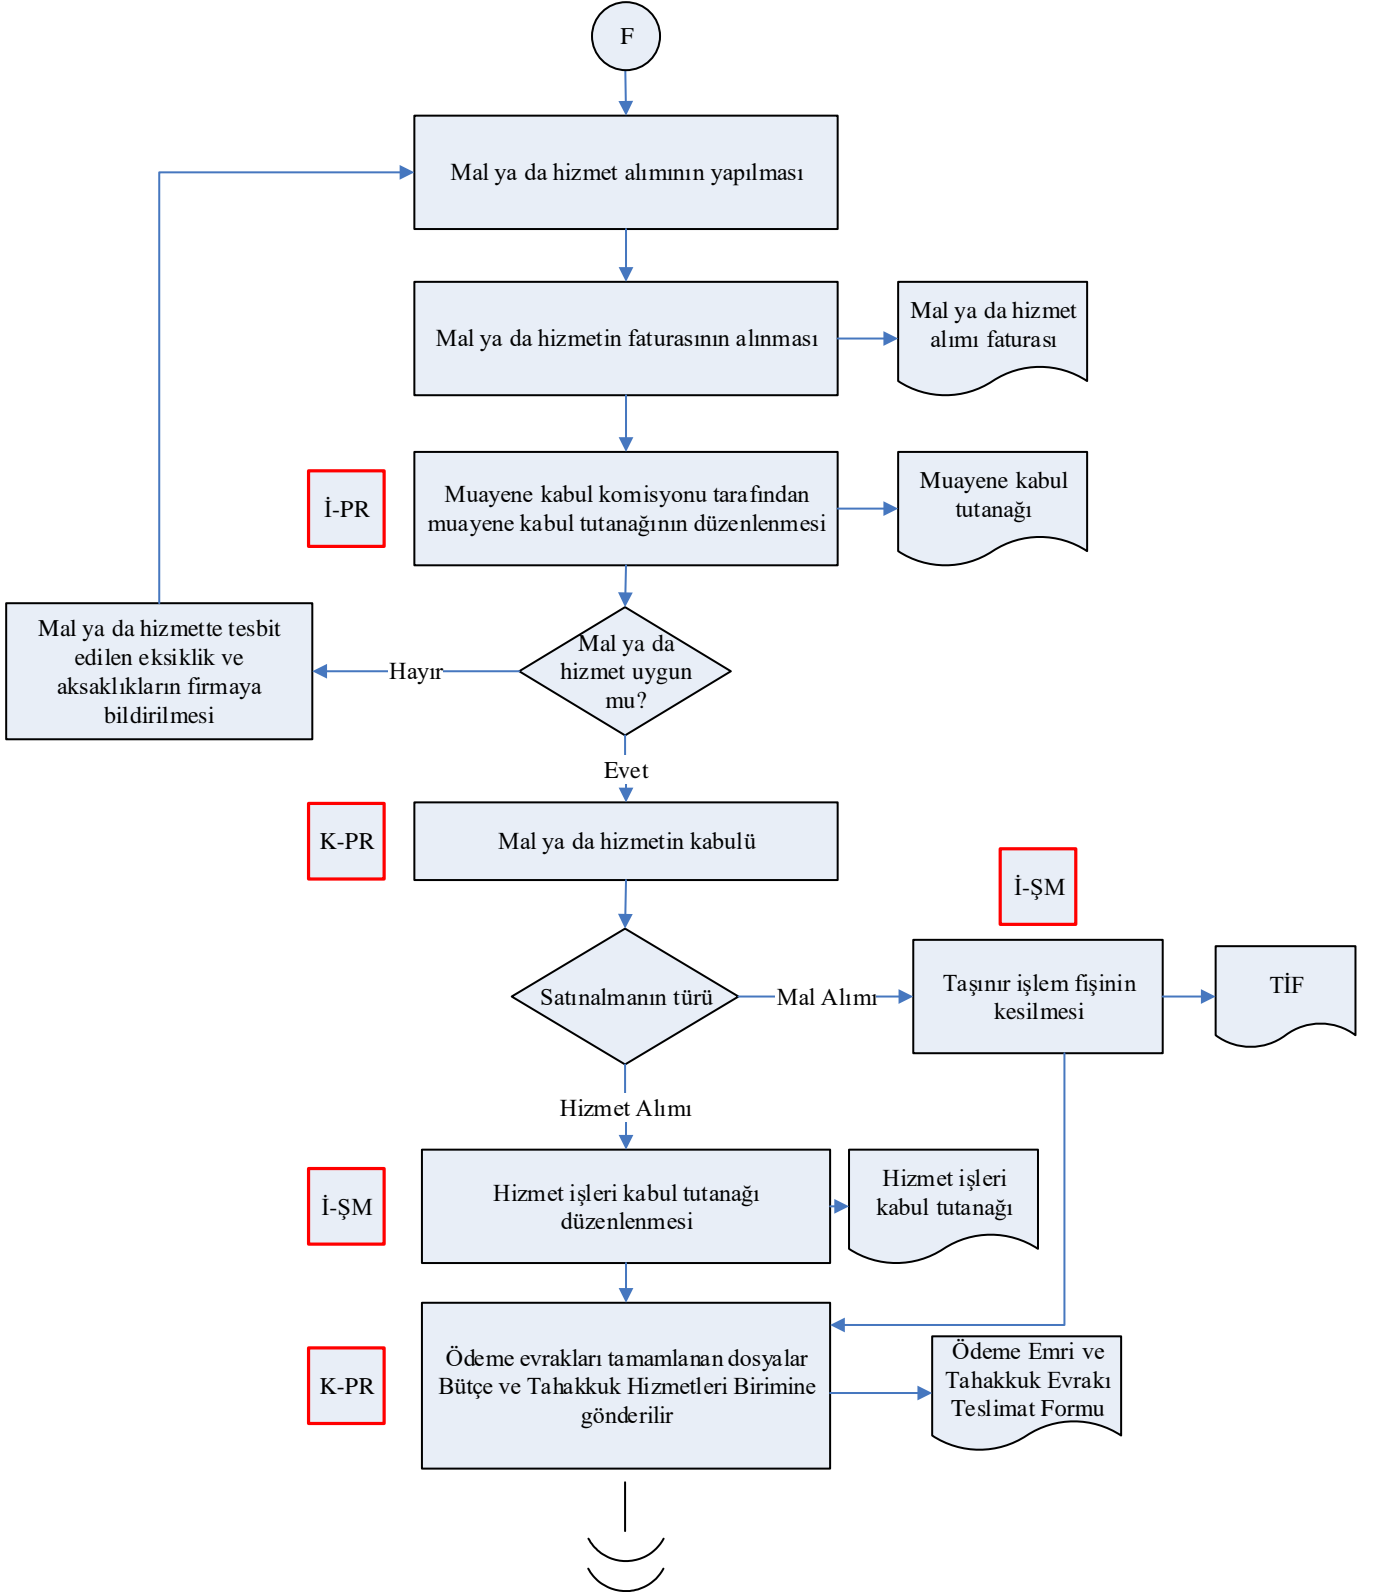 F
Mal ya da hizmet alımının yapılması
Mal ya da hizmetin faturasının alınması
Mal ya da hizmet
alımı faturası
İ-PR
Muayene kabul komisyonu tarafından
muayene kabul tutanağının düzenlenmesi
Muayene kabul
tutanağı
Mal ya da hizmette tesbit
edilen eksiklik ve
aksaklıkların firmaya
bildirilmesi
Hayır
Mal ya da
hizmet uygun
mu?
Evet
K-PR
Mal ya da hizmetin kabulü
İ-ŞM
Satınalmanın türü
Mal Alımı
Taşınır işlem fişinin
kesilmesi
TİF
Hizmet Alımı
İ-ŞM
Hizmet işleri kabul tutanağı
düzenlenmesi
Hizmet işleri
kabul tutanağı
K-PR
Ödeme evrakları tamamlanan dosyalar
Bütçe ve Tahakkuk Hizmetleri Birimine
gönderilir
Ödeme Emri ve
Tahakkuk Evrakı
Teslimat Formu